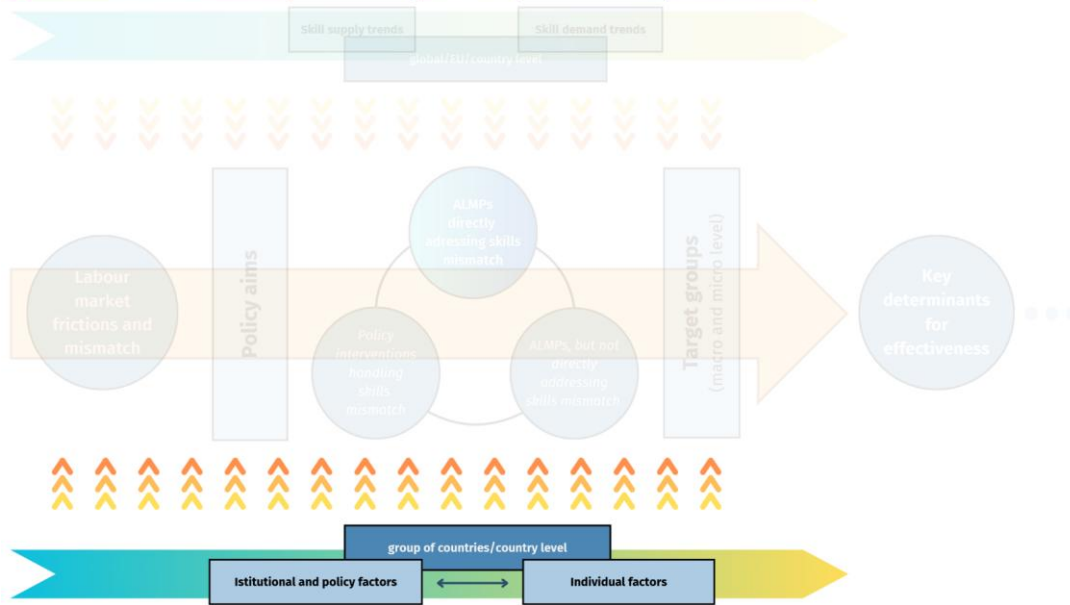 Skill supply trends
Skill demand trends
global/EU/country level
Labour
market
frictions and
mismatch
Policy aims
ALMPs
directly
adressing skills
mismatch
Policy
interventions
handling
skills
mismatch
ALMPs, but not
directly
addressing
skills mismatch
Target groups
(macro and micro level)
Key
determinants
for
effectiveness
group of countries/country level
Istitutional and policy factors
Individual factors